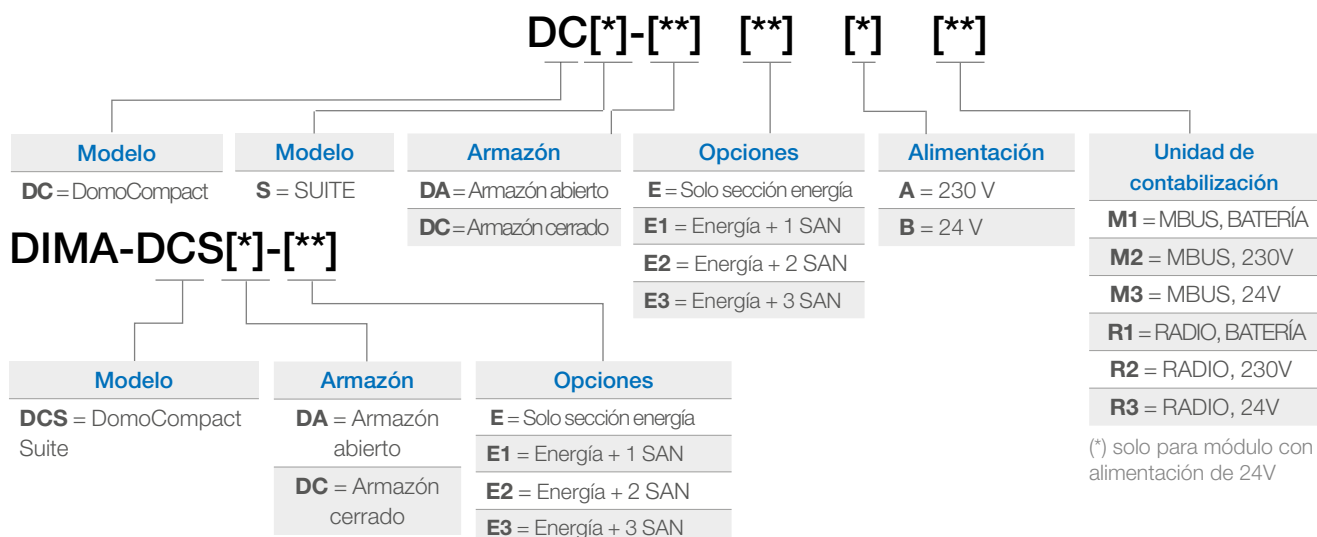 DC[*]-[**] [**] [*] [**]
Modelo
DC = DomoCompact
Modelo
S = SUITE
Armazón
DA = Armazón abierto
DC = Armazón cerrado
Opciones
E = Solo sección energía
E1 = Energía + 1 SAN
E2 = Energía + 2 SAN
E3 = Energía + 3 SAN
Alimentación
A = 230 V
B = 24 V
Unidad de
contabilización
M1 = MBUS, BATERÍA
M2 = MBUS, 230V
M3 = MBUS, 24V
R1 = RADIO, BATERÍA
R2 = RADIO, 230V
R3 = RADIO, 24V
(*) solo para módulo con
alimentación de 24V
DIMA-DCS[*]-[**]
Modelo
DCS = DomoCompact
Suite
Armazón
DA = Armazón
abierto
DC = Armazón
cerrado
Opciones
E = Solo sección energía
E1 = Energía + 1 SAN
E2 = Energía + 2 SAN
E3 = Energía + 3 SAN